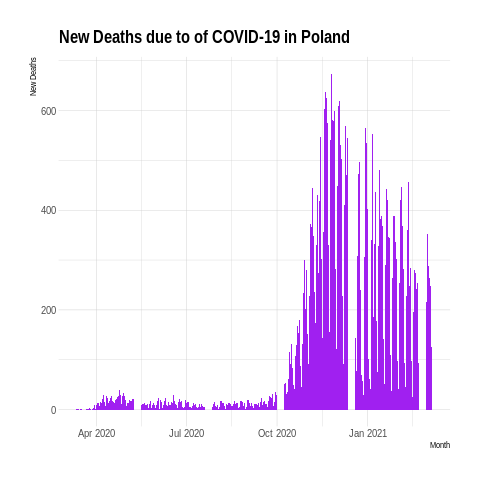 New Deaths due to of COVID-19 in Poland
New Deaths
600
400
200
0
Apr 2020 Jul 2020 Oct 2020 Jan 2021
Month